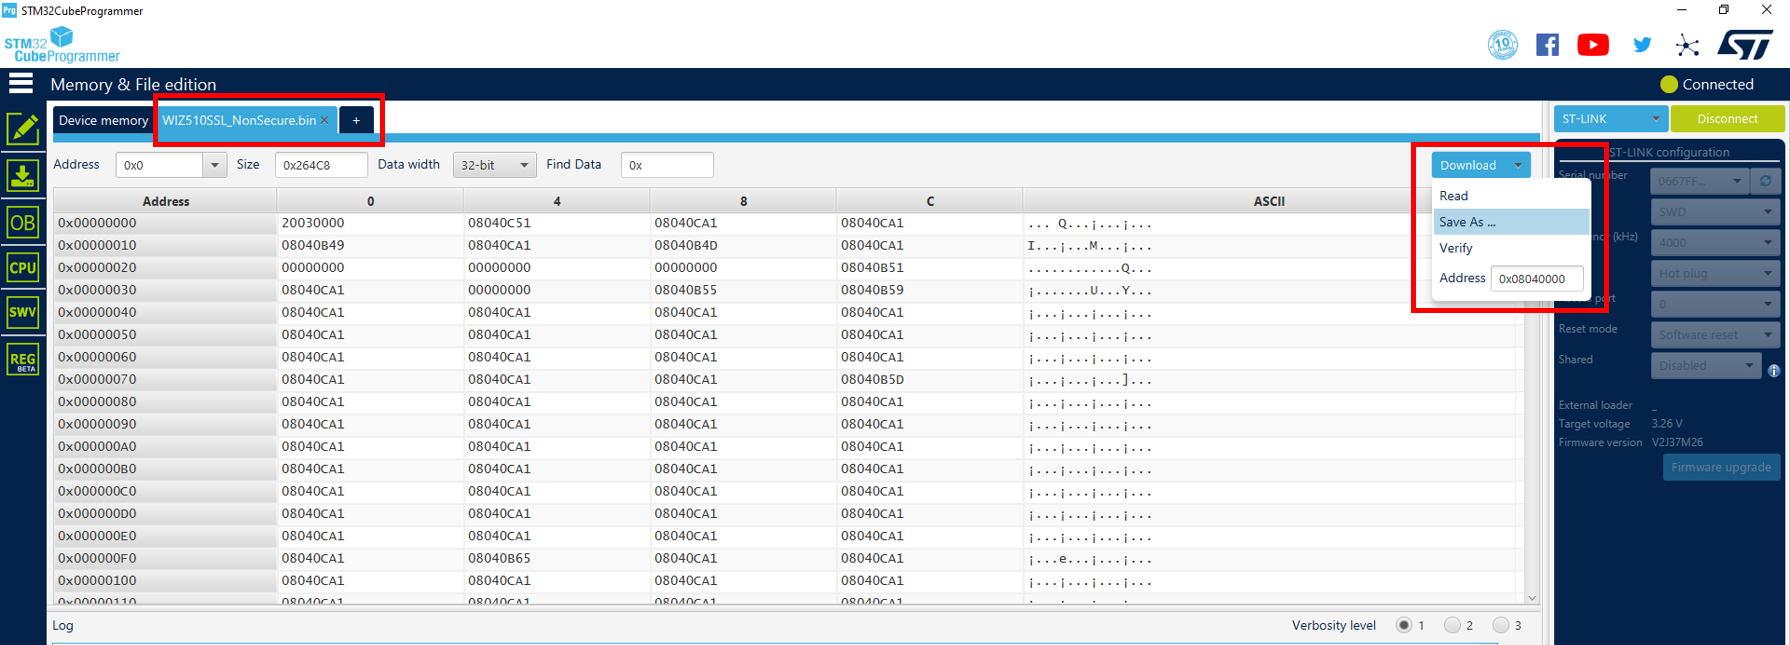 Prg STM32CubeProgrammer
STM32
CubeProgrammer
10
Memory & File edition
Connected
Device memory WIZ510SSL_NonSecure.bin × +
ST-LINK Disconnect
Address 0x0 Size 0x264C8 Data width 32-bit Find Data 0x
Download
ST-LINK configuration
Read
Serial number 0667FF...
Save As ...
SWD
Verify
(kHz) 4000
Address 0x08040000
Hot plug
port 0
Reset mode Software reset
Shared Disabled
External loader _
Target voltage 3.26 V
Firmware version V2J37M26
Firmware upgrade
OB
CPU
SWV
REG
BETA
Address 0 4 8 C ASCII
0x00000000 20030000 08040C51 08040CA1 08040CA1 ... Q...¡...¡...
0x00000010 08040B49 08040CA1 08040B4D 08040CA1 I...¡...M...¡...
0x00000020 00000000 00000000 00000000 08040B51 ............Q...
0x00000030 08040CA1 00000000 08040B55 08040B59 ¡.......U...Y...
0x00000040 08040CA1 08040CA1 08040CA1 08040CA1 ¡...¡...¡...¡...
0x00000050 08040CA1 08040CA1 08040CA1 08040CA1 ¡...¡...¡...¡...
0x00000060 08040CA1 08040CA1 08040CA1 08040CA1 ¡...¡...¡...¡...
0x00000070 08040CA1 08040CA1 08040CA1 08040B5D ¡...¡...¡...]...
0x00000080 08040CA1 08040CA1 08040CA1 08040CA1 ¡...¡...¡...¡...
0x00000090 08040CA1 08040CA1 08040CA1 08040CA1 ¡...¡...¡...¡...
0x000000A0 08040CA1 08040CA1 08040CA1 08040CA1 ¡...¡...¡...¡...
0x000000B0 08040CA1 08040CA1 08040CA1 08040CA1 ¡...¡...¡...¡...
0x000000C0 08040CA1 08040CA1 08040CA1 08040CA1 ¡...¡...¡...¡...
0x000000D0 08040CA1 08040CA1 08040CA1 08040CA1 ¡...¡...¡...¡...
0x000000E0 08040CA1 08040CA1 08040CA1 08040CA1 ¡...¡...¡...¡...
0x000000F0 08040CA1 08040B65 08040CA1 08040CA1 ¡...e...¡...¡...
0x00000100 08040CA1 08040CA1 08040CA1 08040CA1 ¡...¡...¡...¡...
0x00000110 08040CA1 08040CA1 08040CA1 08040CA1 ¡...¡...¡...¡...
Log Verbosity level 1 2 3